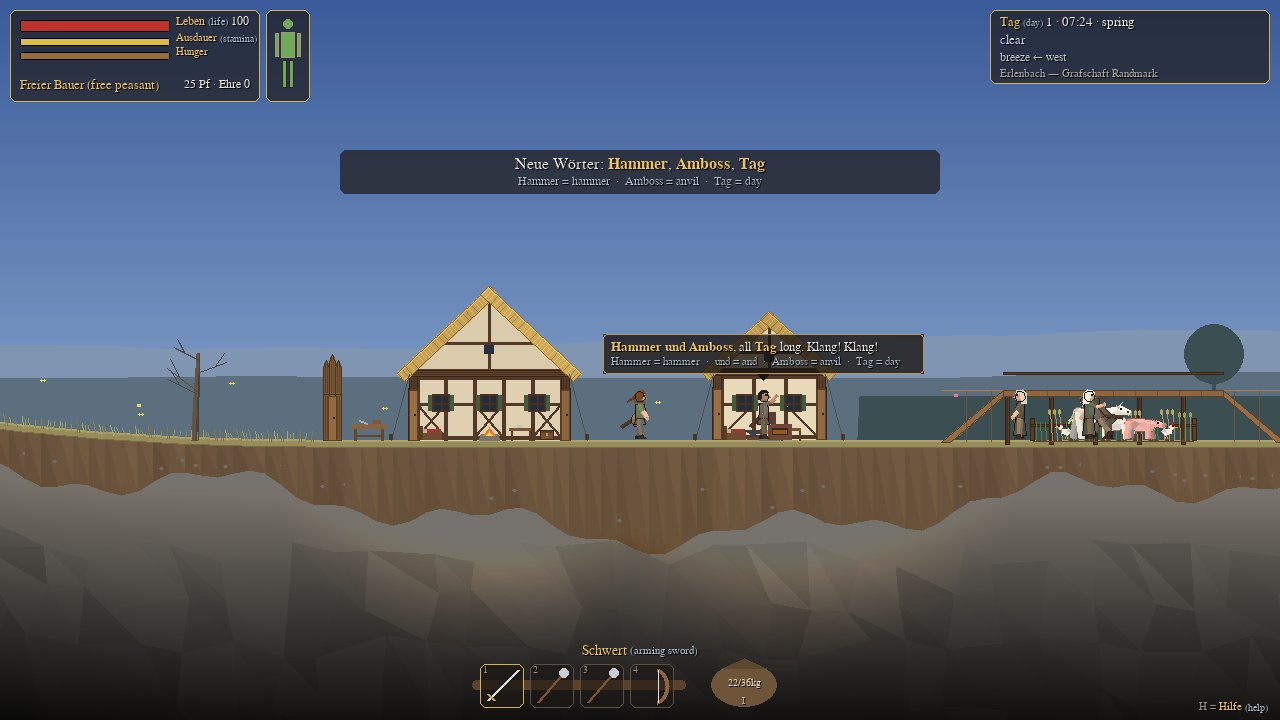 Leben (life) 100
Ausdauer (stamina)
Hunger
Freier Bauer (free peasant) 25 Pf · Ehre 0
Tag (day) 1 · 07:24 · spring
clear
breeze ← west
Erlenbach — Grafschaft Randmark
Neue Wörter: Hammer, Amboss, Tag
Hammer = hammer · Amboss = anvil · Tag = day
Hammer und Amboss, all Tag long. Klang! Klang!
Hammer = hammer · und = and · Amboss = anvil · Tag = day
Schwert (arming sword)
1 2 3 4
22/36kg
I
H = Hilfe (help)